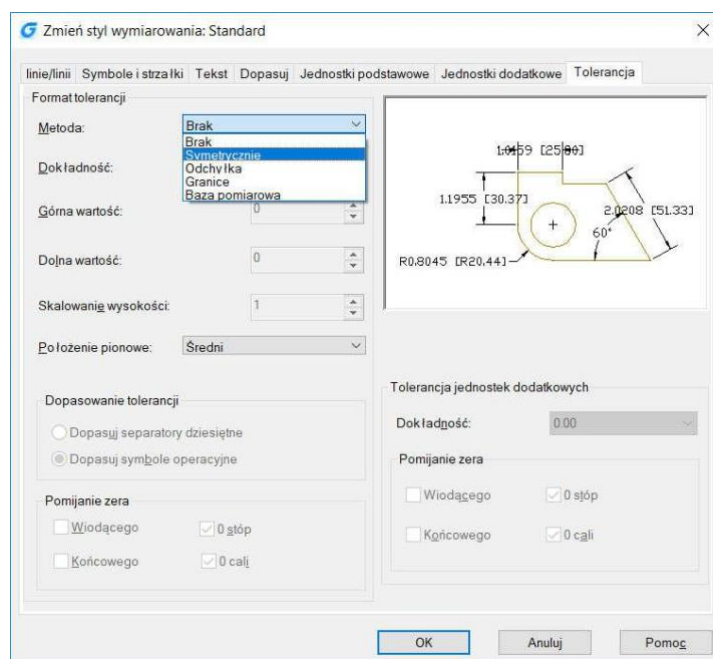 Zmień styl wymiarowania: Standard
linie/linii Symbole i strzałki Tekst Dopasuj Jednostki podstawowe Jednostki dodatkowe Tolerancja
Format tolerancji
Metoda: Brak
Brak
Symetrycznie
Dokładność: Odchyłka
Granice
Baza pomiarowa
Górna wartość: 0
Dolna wartość: 0
Skalowanie wysokości: 1
Położenie pionowe: Średni
1.0159 [25.80]
1.1955 [30.37]
2.0208 [51.33]
60°
R0.8045 [R20.44]
Dopasowanie tolerancji
Dopasuj separatory dziesiętne
Dopasuj symbole operacyjne
Pomijanie zera
Wiodącego 0 stóp
Końcowego 0 cali
Tolerancja jednostek dodatkowych
Dokładność: 0.00
Pomijanie zera
Wiodącego 0 stóp
Końcowego 0 cali
OK Anuluj Pomoc